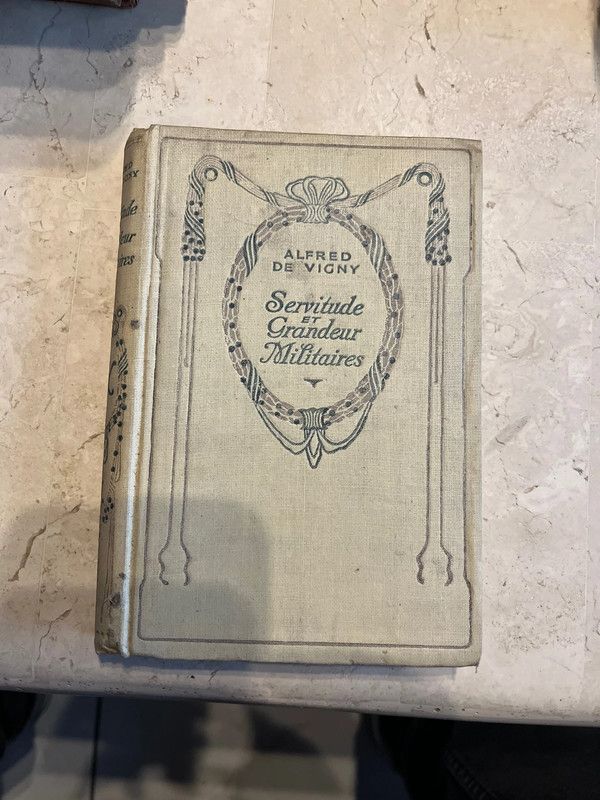 ALFRED
DE VIGNY
Servitude
ET
Grandeur
Militaires